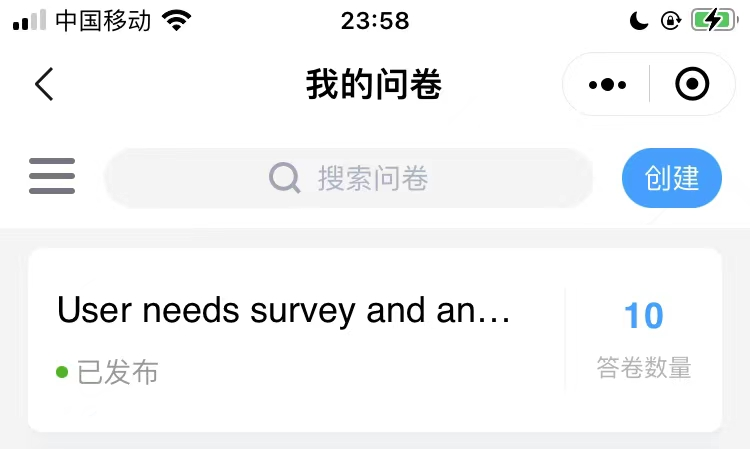 中国移动 23:58
我的问卷
搜索问卷 创建
User needs survey and an...
10
已发布
答卷数量